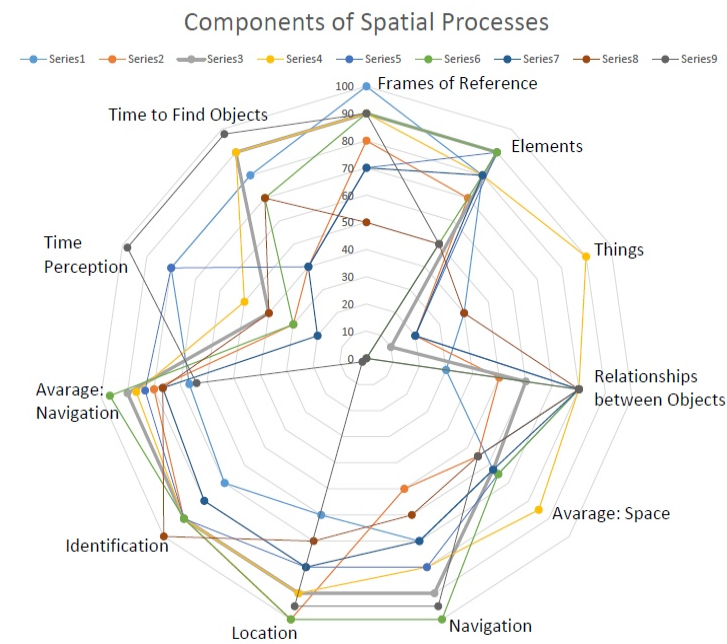 Components of Spatial Processes
Series1 Series2 Series3 Series4 Series5 Series6 Series7 Series8 Series9
100
Frames of Reference
90
80
70
60
50
40
30
20
10
0
Elements
Things
Relationships
between Objects
Avarage: Space
Navigation
Location
Identification
Avarage:
Navigation
Time
Perception
Time to Find Objects